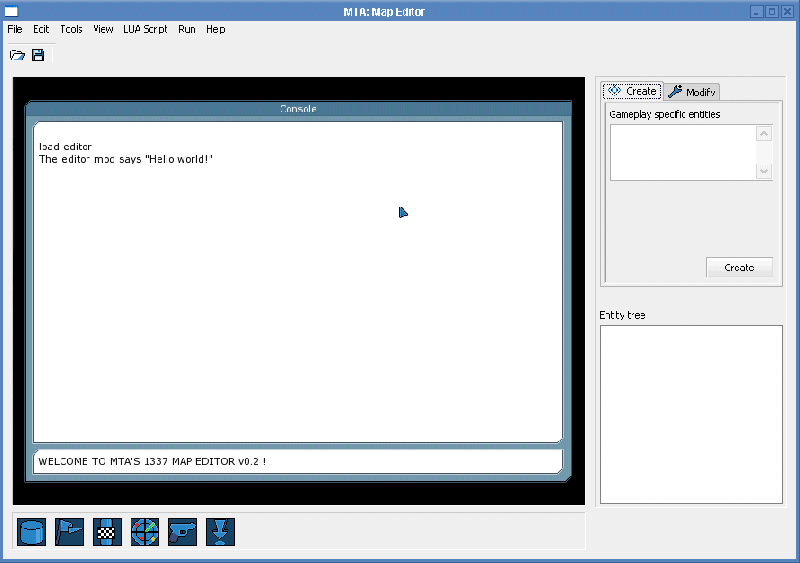 MTA: Map Editor
File Edit Tools View LUA Script Run Help
Create Modify
Gameplay specific entities
Create
Entity tree
Console
load editor
The editor mod says "Hello world!"
WELCOME TO MTA'S 1337 MAP EDITOR v0.2 !